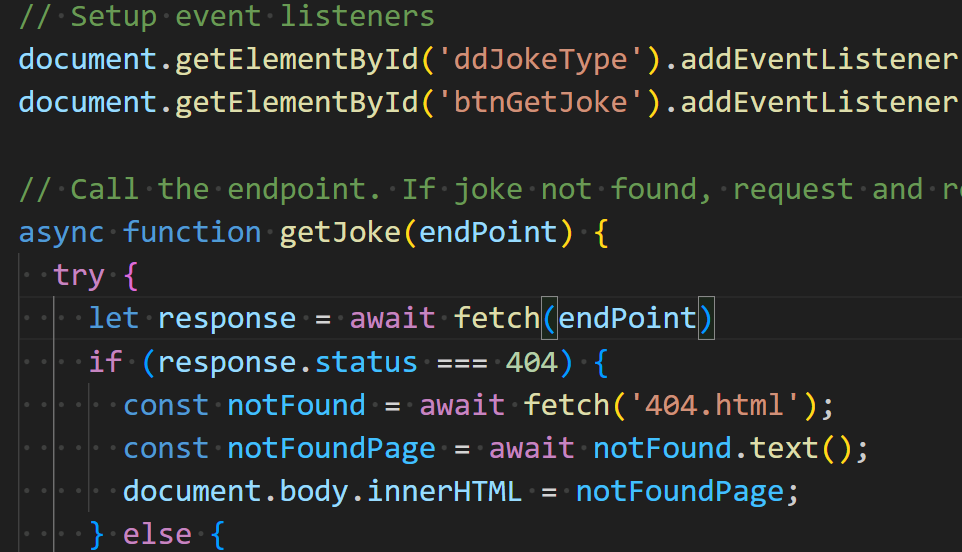 // Setup event listeners
document.getElementById('ddJokeType').addEventListener
document.getElementById('btnGetJoke').addEventListener
// Call the endpoint. If joke not found, request and re
async function getJoke(endPoint) {
try {
let response = await fetch(endPoint)
if (response.status === 404) {
const notFound = await fetch('404.html');
const notFoundPage = await notFound.text();
document.body.innerHTML = notFoundPage;
} else {